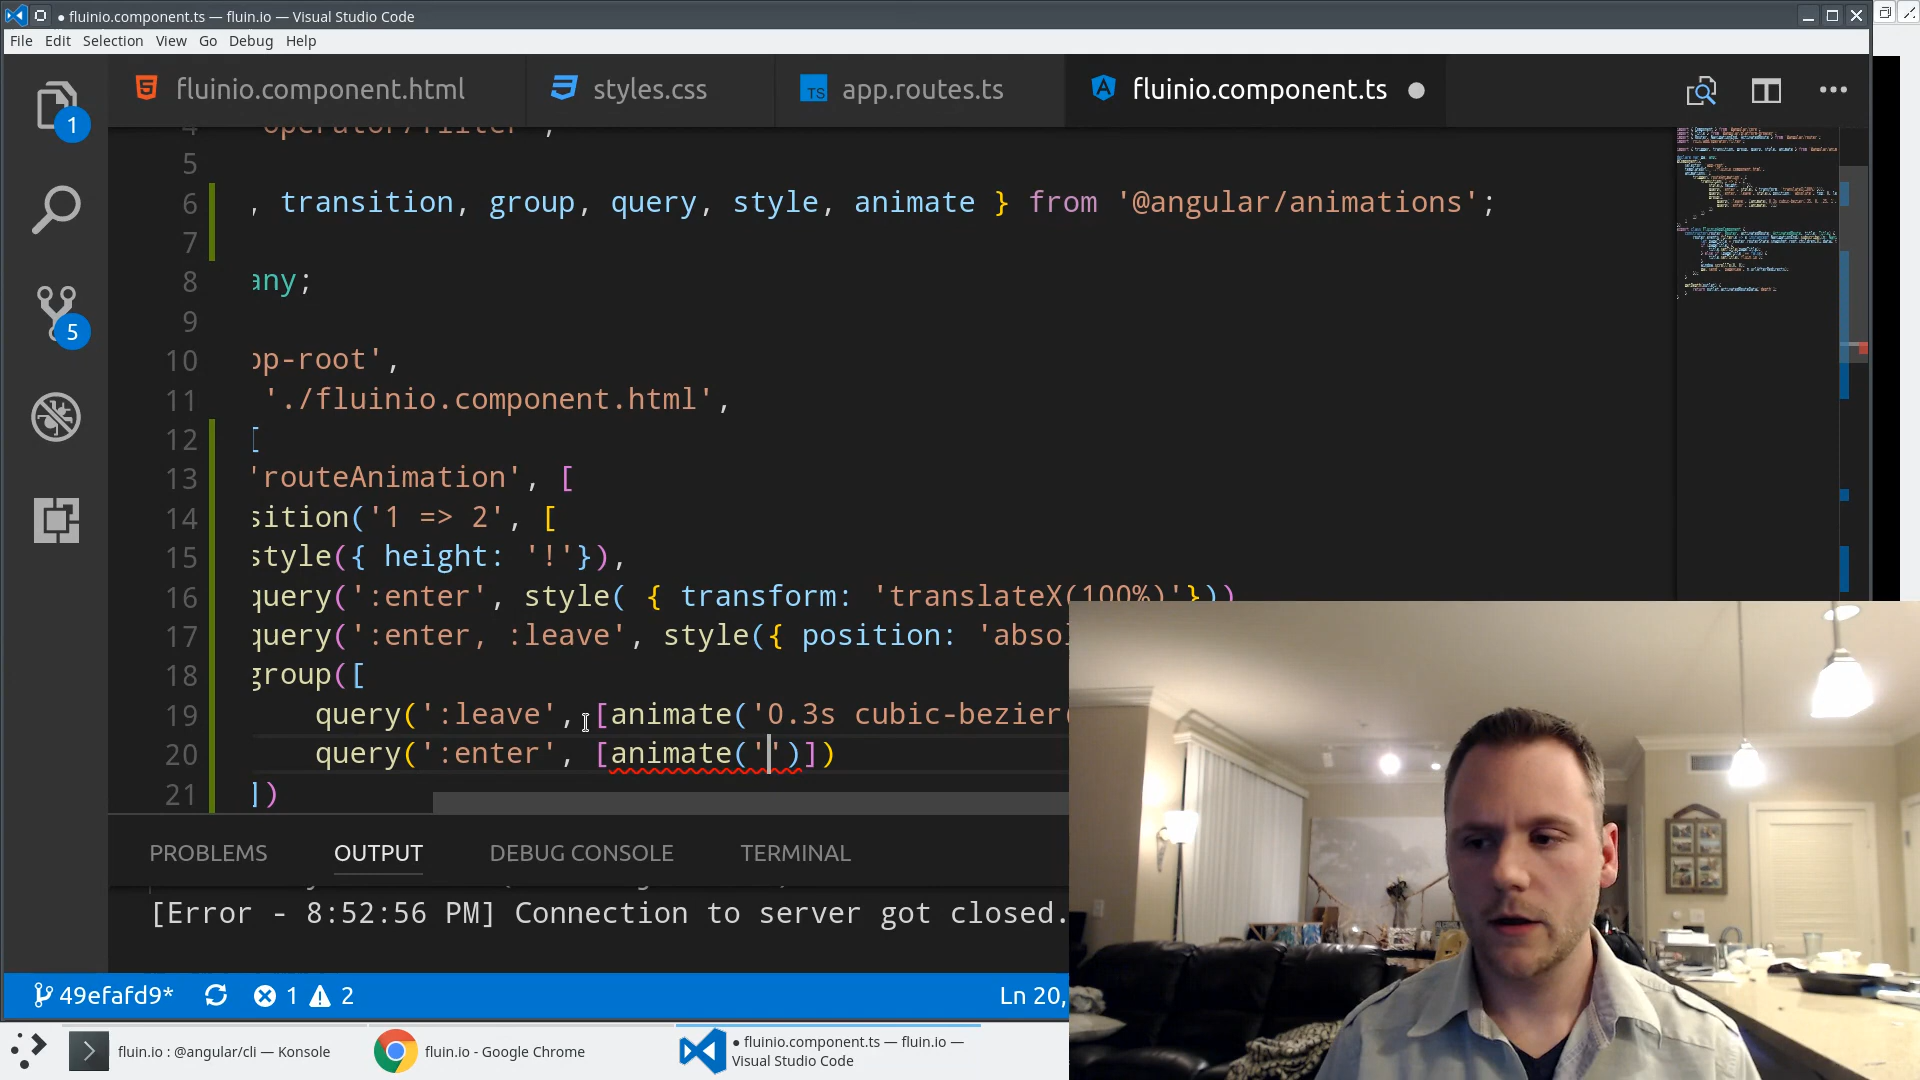 ● fluinio.component.ts — fluin.io — Visual Studio Code
File Edit Selection View Go Debug Help
fluinio.component.html styles.css app.routes.ts fluinio.component.ts ●
4 operator/filter',
5
6 , transition, group, query, style, animate } from '@angular/animations';
7
8 any;
9
10 pp-root',
11 './fluinio.component.html',
12 [
13 'routeAnimation', [
14 sition('1 => 2', [
15 style({ height: '!'}),
16 query(':enter', style( { transform: 'translateX(100%)'}))
17 query(':enter, :leave', style({ position: 'absol
18 group([
19 query(':leave', [animate('0.3s cubic-bezier(
20 query(':enter', [animate('')])
21 ])
1
5
PROBLEMS OUTPUT DEBUG CONSOLE TERMINAL
[Error - 8:52:56 PM] Connection to server got closed.
49efafd9* 1 2 Ln 20,
fluin.io : @angular/cli — Konsole
fluin.io - Google Chrome
● fluinio.component.ts — fluin.io —
Visual Studio Code